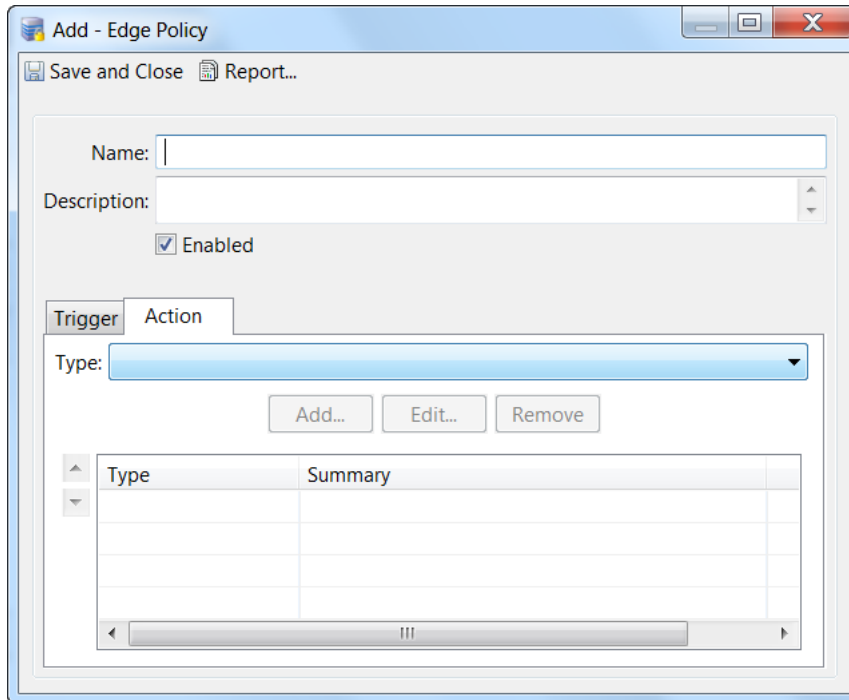 Add - Edge Policy
Save and Close Report...
Name:
Description:
Enabled
Trigger Action
Type:
Add... Edit... Remove
Type Summary